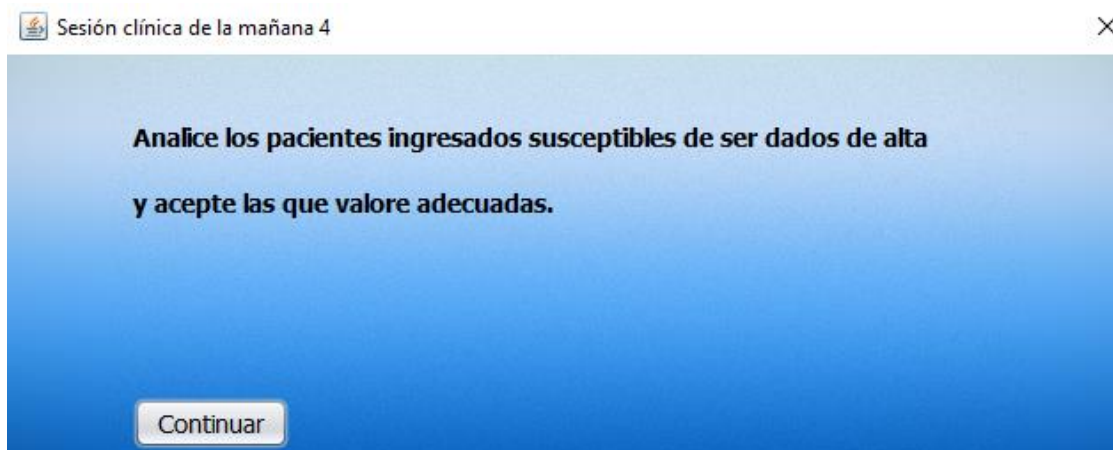 Sesión clínica de la mañana 4
Analice los pacientes ingresados susceptibles de ser dados de alta
y acepte las que valore adecuadas.
Continuar